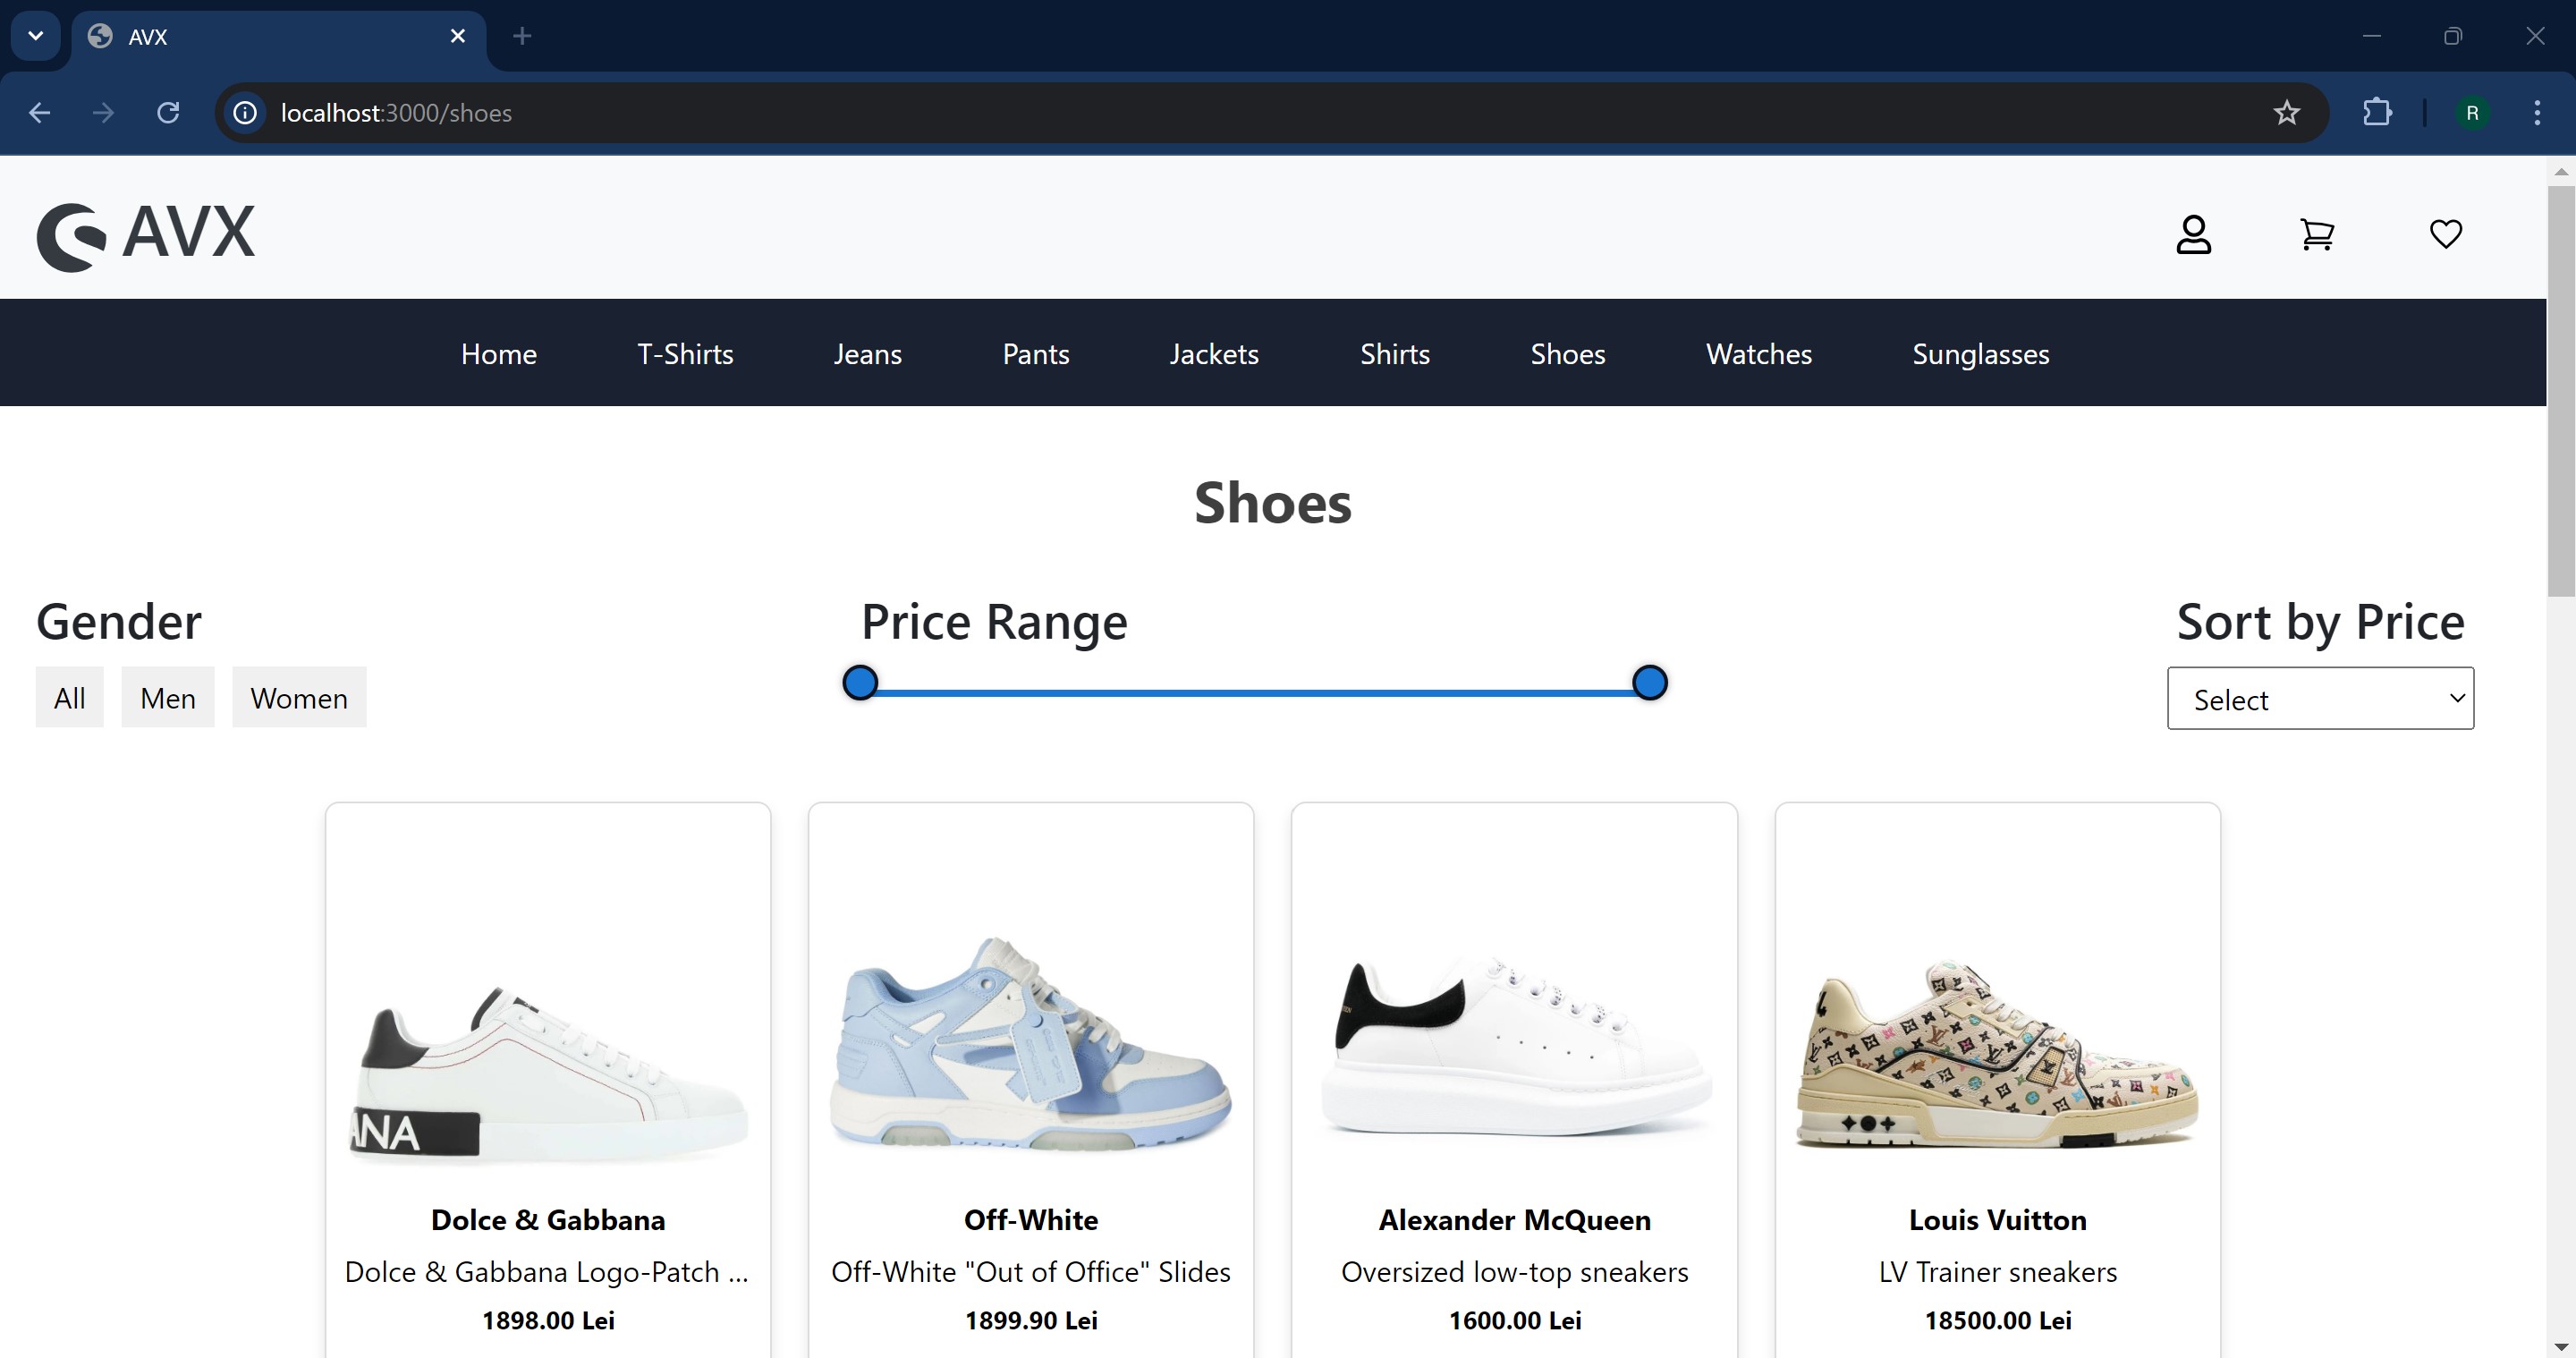 AVX
localhost:3000/shoes
R
AVX
Home T-Shirts Jeans Pants Jackets Shirts Shoes Watches Sunglasses
Shoes
Gender Price Range Sort by Price
All Men Women Select
ANA
Dolce & Gabbana Off-White Alexander McQueen Louis Vuitton
Dolce & Gabbana Logo-Patch ... Off-White "Out of Office" Slides Oversized low-top sneakers LV Trainer sneakers
1898.00 Lei 1899.90 Lei 1600.00 Lei 18500.00 Lei